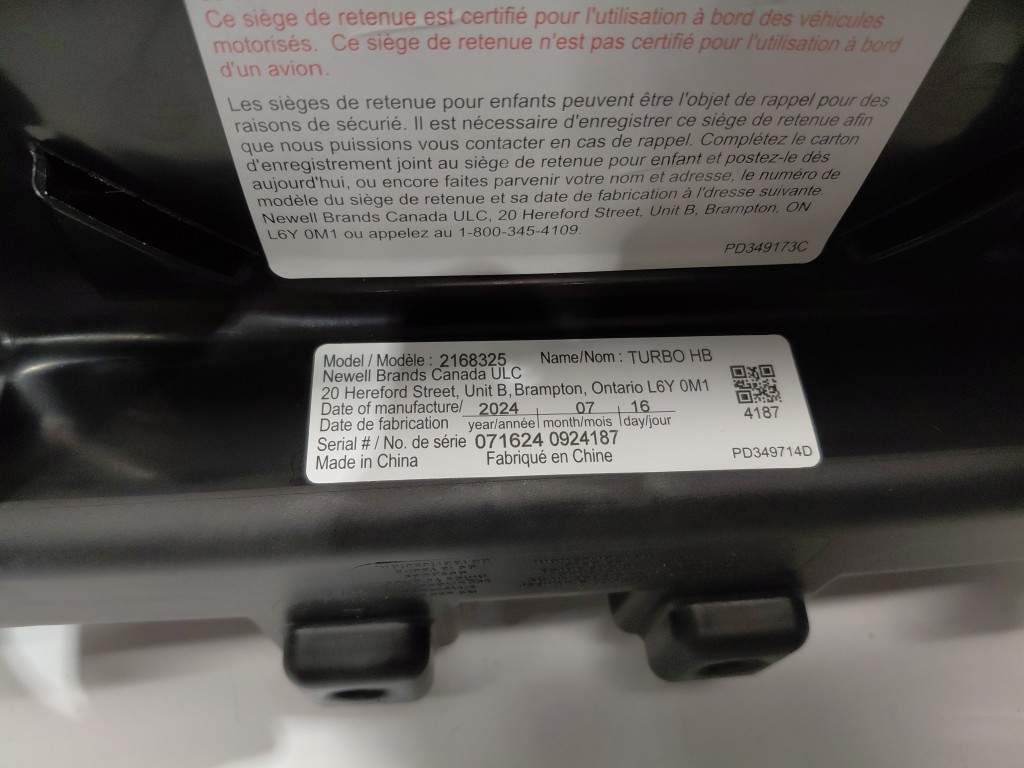 Ce siège de retenue est certifié pour l'utilisation à bord des véhicules
motorisés. Ce siège de retenue n'est pas certifié pour l'utilisation à bord
d'un avion.
Les sièges de retenue pour enfants peuvent être l'objet de rappel pour des
raisons de sécurié. Il est nécessaire d'enregistrer ce siège de retenue afin
que nous puissions vous contacter en cas de rappel. Complétez le carton
d'enregistrement joint au siège de retenue pour enfant et postez-le dès
aujourd'hui, ou encore faites parvenir votre nom et adresse, le numéro de
modèle du siège de retenue et sa date de fabrication à l'dresse suivante.
Newell Brands Canada ULC, 20 Hereford Street, Unit B, Brampton, ON
L6Y 0M1 ou appelez au 1-800-345-4109.
PD349173C
Model / Modèle : 2168325 Name/Nom : TURBO HB
Newell Brands Canada ULC
20 Hereford Street, Unit B, Brampton, Ontario L6Y 0M1
Date of manufacture/ 2024 | 07 | 16
Date de fabrication year/année | month/mois | day/jour
4187
Serial # / No. de série 071624 0924187
Made in China Fabriqué en Chine
PD349714D